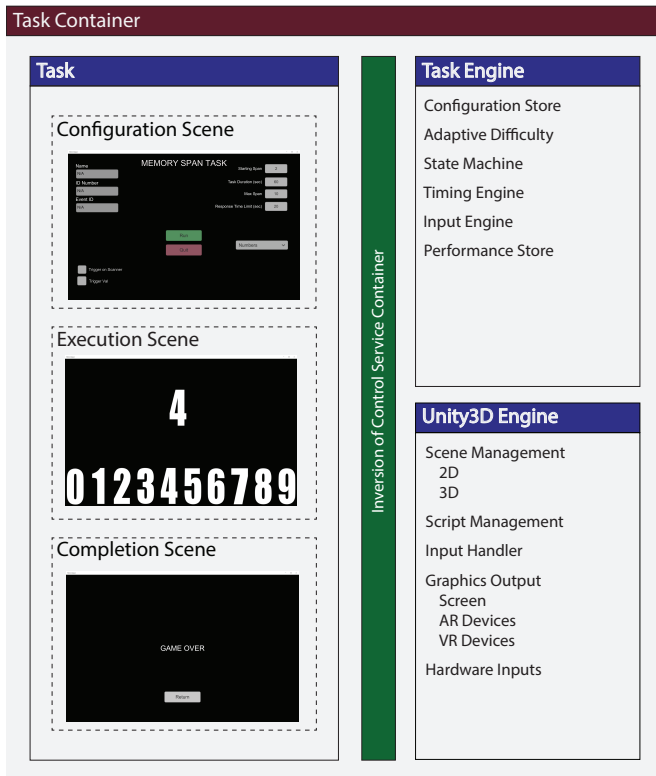 Task Container
Task
Configuration Scene
MEMORY SPAN TASK
Name
N/A
ID Number
N/A
Event ID
N/A
Starting Span 3
Task Duration (sec)
Max Span
Response Time Limit (sec)
Run
Quit
Numbers
Trigger on Scanner
Trigger Val
Execution Scene
4
0123456789
Completion Scene
GAME OVER
Return
Inversion of Control Service Container
Task Engine
Configuration Store
Adaptive Difficulty
State Machine
Timing Engine
Input Engine
Performance Store
Unity3D Engine
Scene Management
2D
3D
Script Management
Input Handler
Graphics Output
Screen
AR Devices
VR Devices
Hardware Inputs